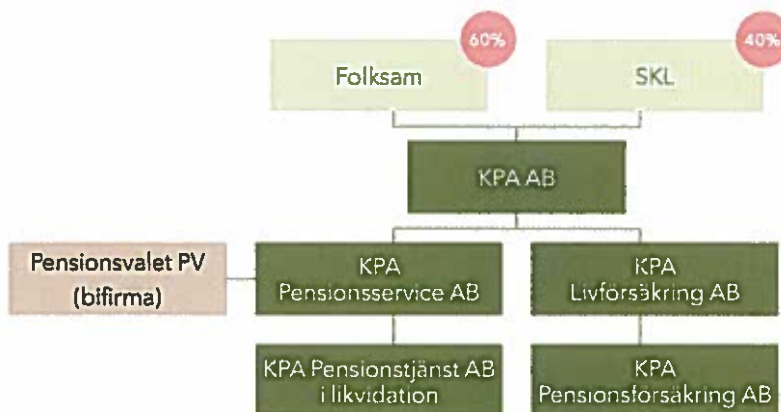 60%
40%
Folksam
SKL
KPA AB
Pensionsvalet PV
(bifirma)
KPA
Pensionsservice AB
KPA
Livförsäkring AB
KPA Pensionstjänst AB
i likvidation
KPA
Pensionsförsäkring AB